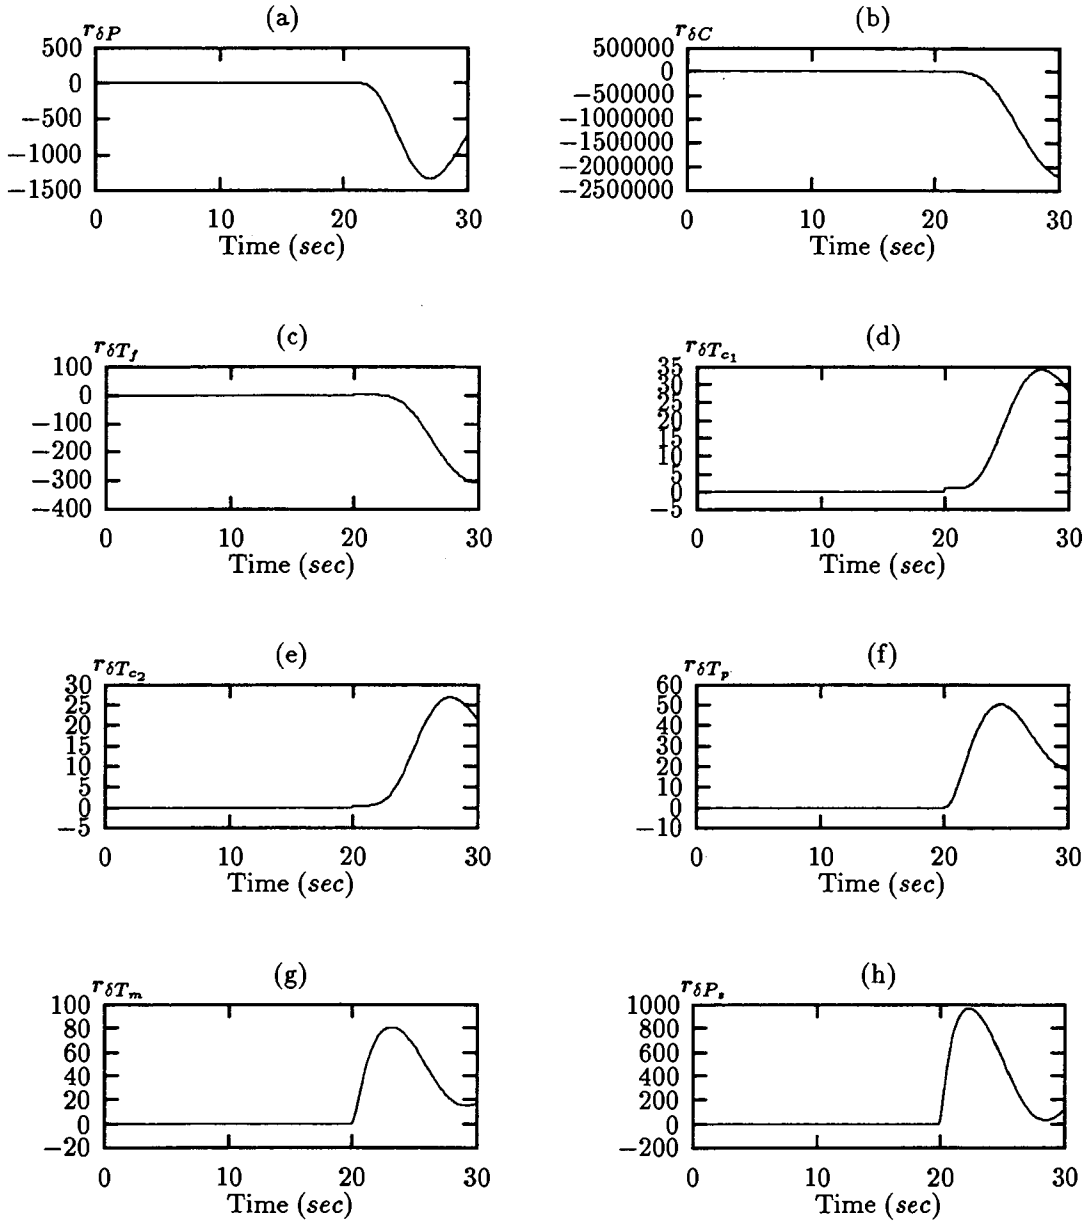 (a)
r_δP
500
0
−500
−1000
−1500
0 10 20 30
Time (sec)
(b)
r_δC
500000
0
−500000
−1000000
−1500000
−2000000
−2500000
0 10 20 30
Time (sec)
(c)
r_δT_f
100
0
−100
−200
−300
−400
0 10 20 30
Time (sec)
(d)
r_δT_c1
35
30
25
20
15
10
5
0
−5
0 10 20 30
Time (sec)
(e)
r_δT_c2
30
25
20
15
10
5
0
−5
0 10 20 30
Time (sec)
(f)
r_δT_p
60
50
40
30
20
10
0
−10
0 10 20 30
Time (sec)
(g)
r_δT_m
100
80
60
40
20
0
−20
0 10 20 30
Time (sec)
(h)
r_δP_s
1000
800
600
400
200
0
−200
0 10 20 30
Time (sec)